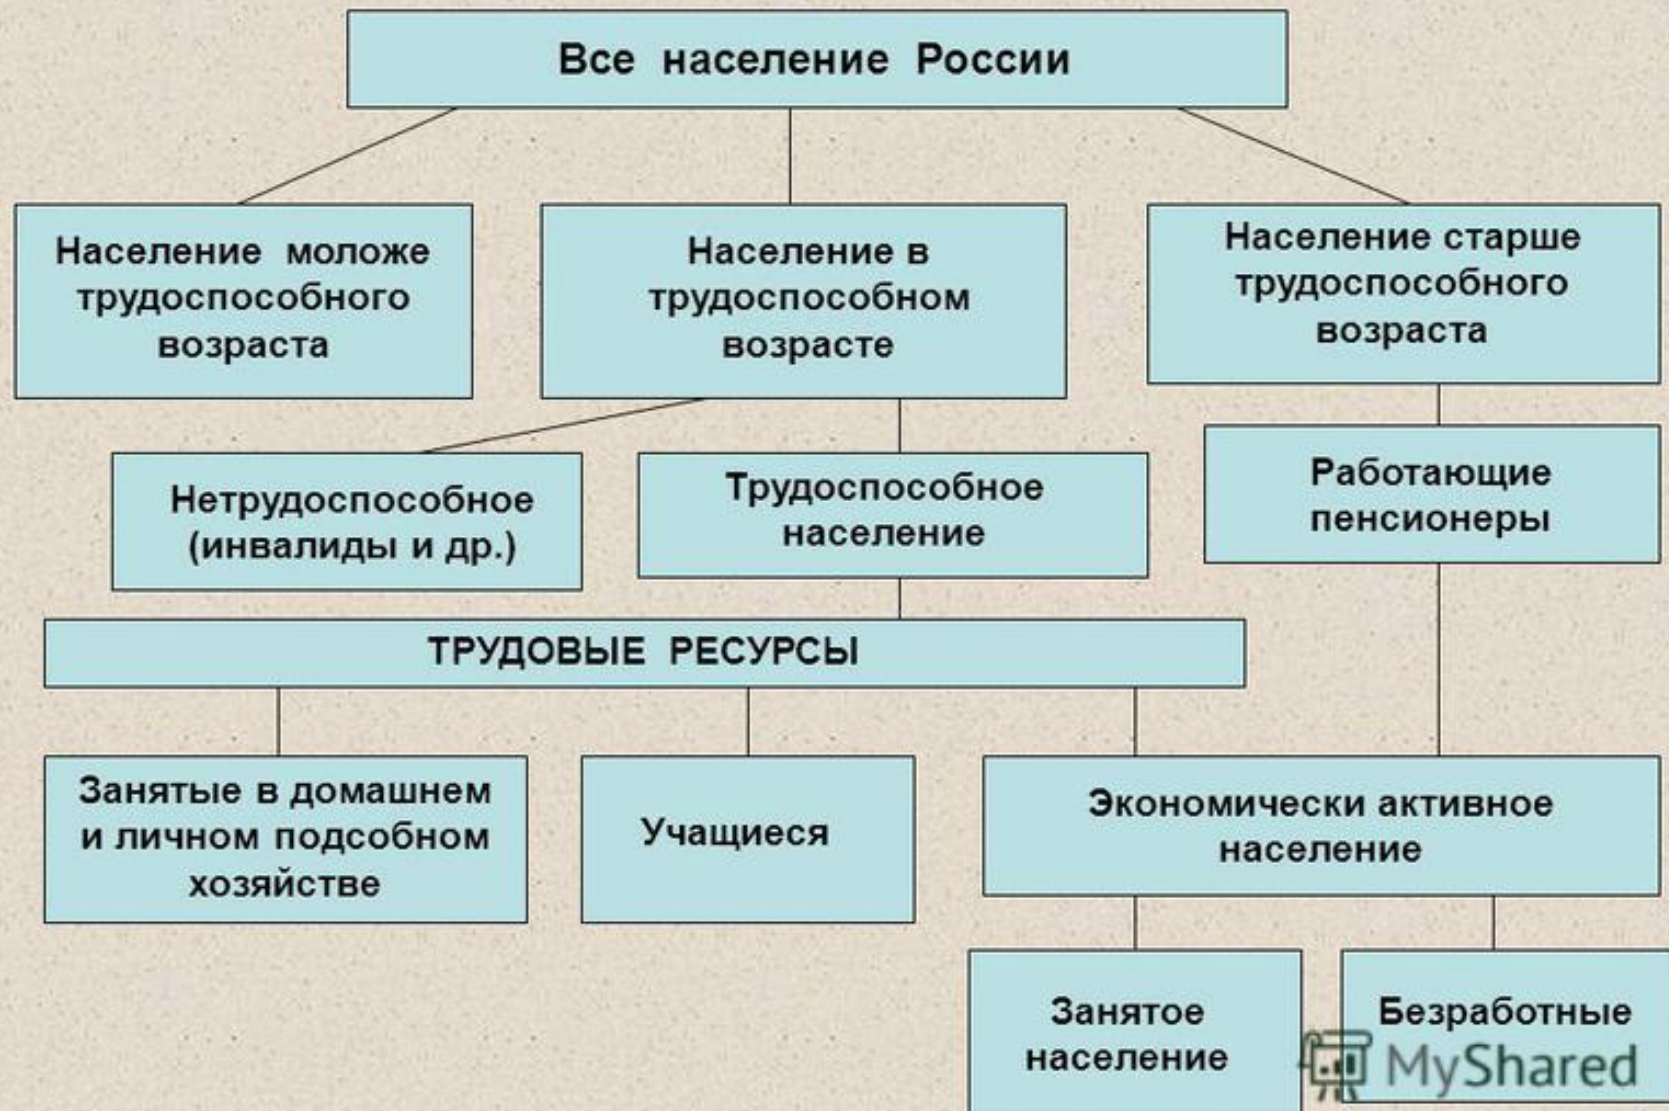 Все население России
Население моложе
трудоспособного
возраста
Население в
трудоспособном
возрасте
Население старше
трудоспособного
возраста
Нетрудоспособное
(инвалиды и др.)
Трудоспособное
население
Работающие
пенсионеры
ТРУДОВЫЕ РЕСУРСЫ
Занятые в домашнем
и личном подсобном
хозяйстве
Учащиеся
Экономически активное
население
Занятое
население
Безработные
MyShared